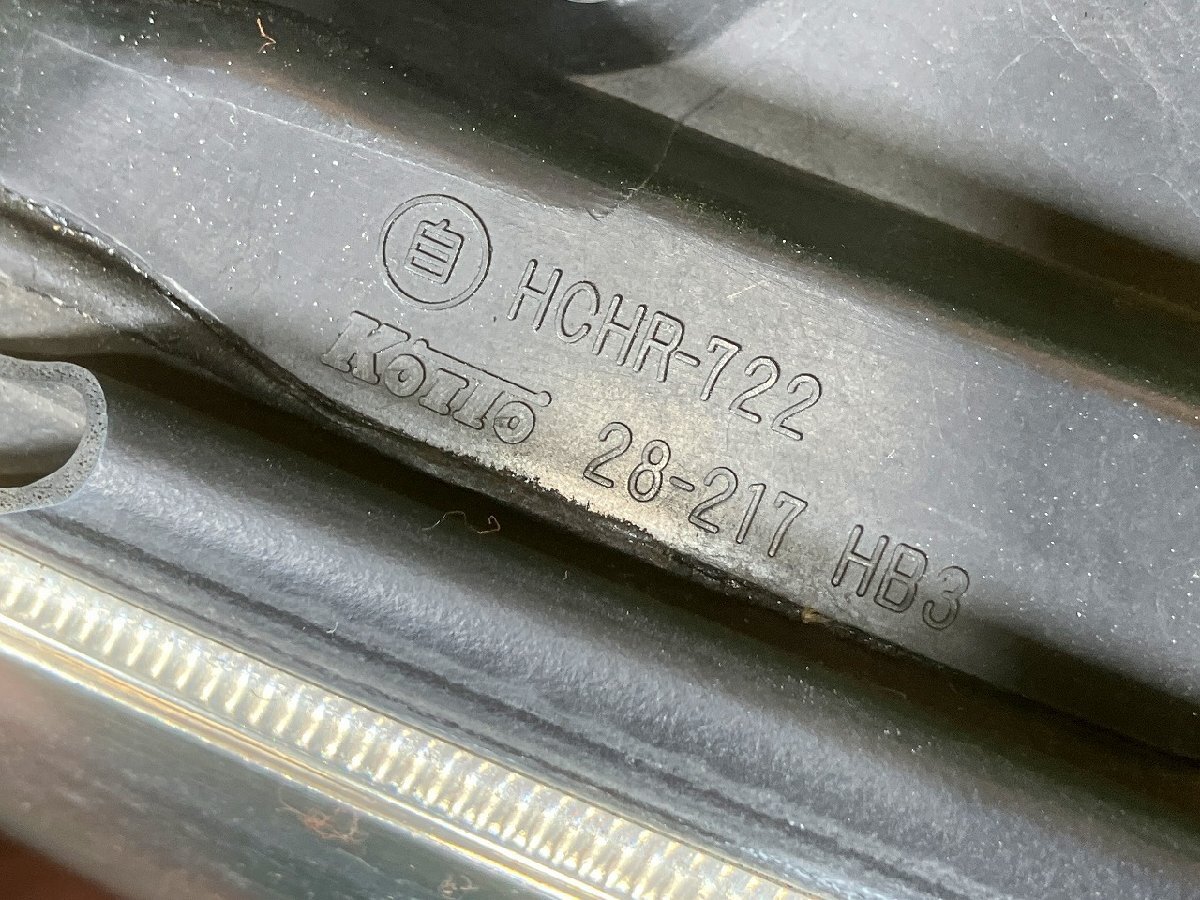 自 HCHR-722
KOITO 28-217 HB3